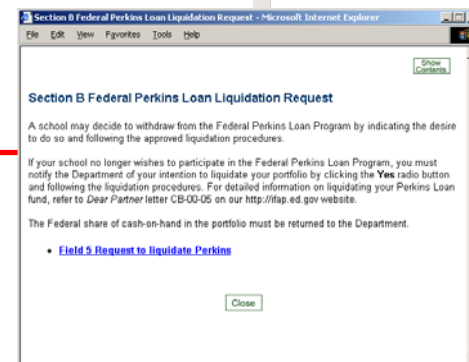 Section B Federal Perkins Loan Liquidation Request - Microsoft Internet Explorer
File Edit View Favorites Tools Help
Show
Contents
Section B Federal Perkins Loan Liquidation Request
A school may decide to withdraw from the Federal Perkins Loan Program by indicating the desire
to do so and following the approved liquidation procedures.
If your school no longer wishes to participate in the Federal Perkins Loan Program, you must
notify the Department of your intention to liquidate your portfolio by clicking the Yes radio button
and following the liquidation procedures. For detailed information on liquidating your Perkins Loan
fund, refer to Dear Partner letter CB-00-05 on our http://ifap.ed.gov website.
The Federal share of cash-on-hand in the portfolio must be returned to the Department.
• Field 5 Request to liquidate Perkins
Close